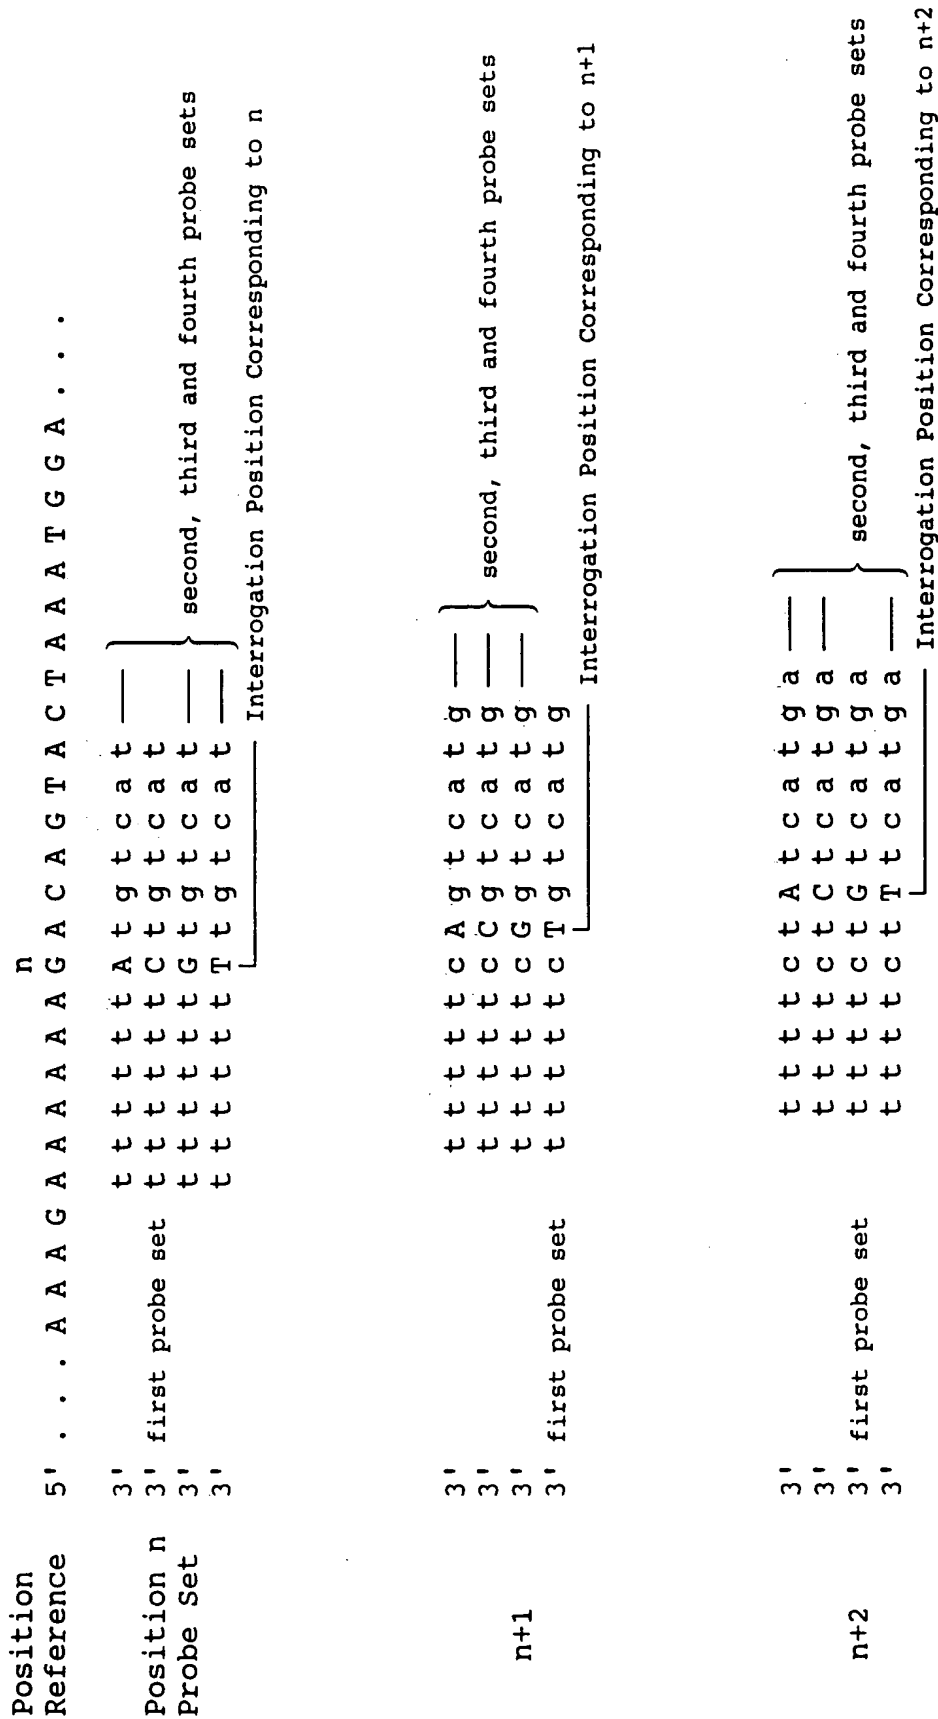 Position n
Reference 5' . . . A A A G A A A A A A G A C A G T A C T A A A T G G A . . .
3' t t t t t t A t g t c a t
Position n 3' first probe set t t t t t t C t g t c a t
Probe Set 3' t t t t t t G t g t c a t second, third and fourth probe sets
3' t t t t t t T t g t c a t
Interrogation Position Corresponding to n
3' t t t t t c A g t c a t g
3' t t t t t c C g t c a t g second, third and fourth probe sets
n+1 3' t t t t t c G g t c a t g
3' first probe set t t t t t c T g t c a t g
Interrogation Position Corresponding to n+1
3' t t t t c t A t c a t g a
3' t t t t c t C t c a t g a
n+2 3' first probe set t t t t c t G t c a t g a second, third and fourth probe sets
3' t t t t c t T t c a t g a
Interrogation Position Corresponding to n+2